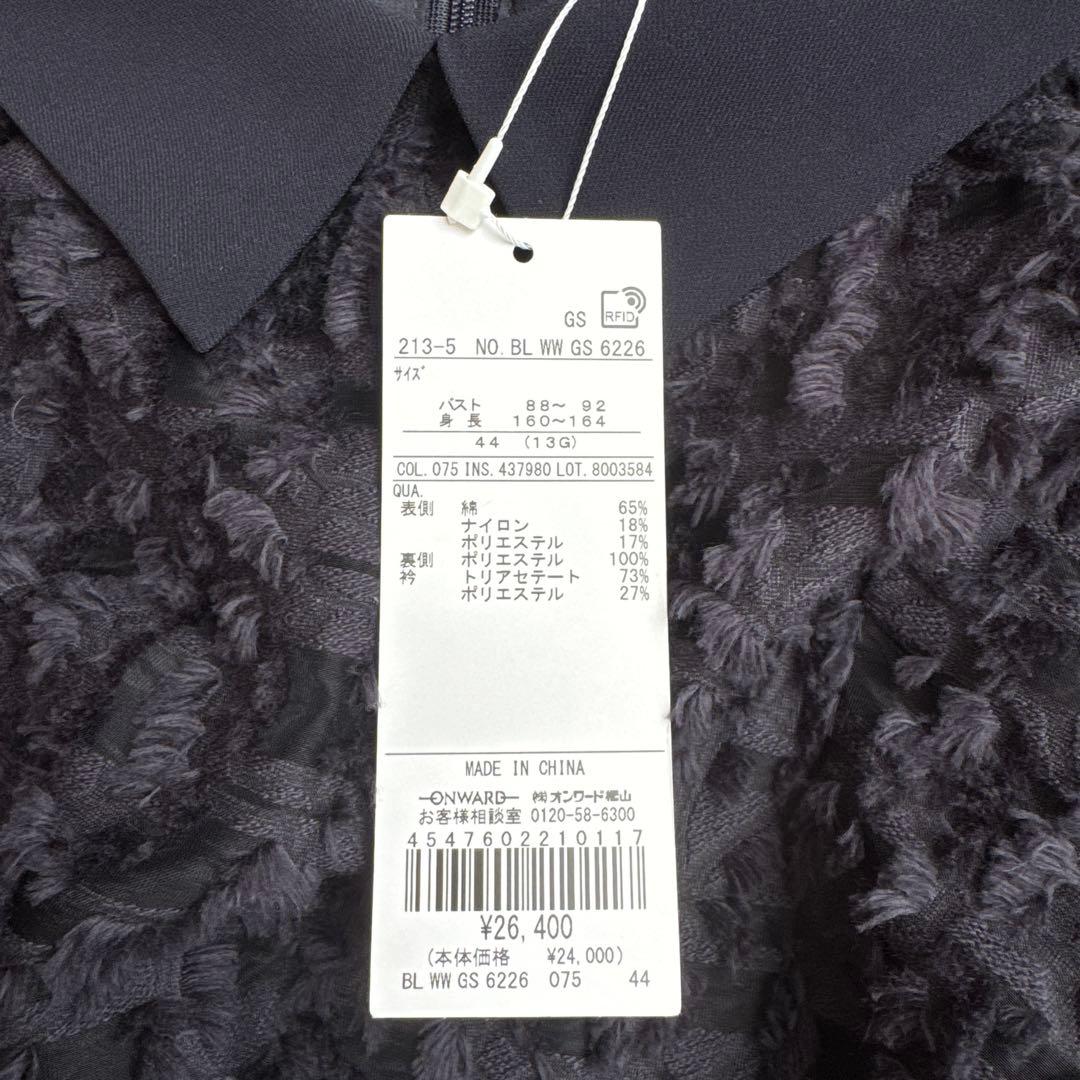 GS RFID
213-5 NO. BL WW GS 6226
サイズ
バスト 88～ 92
身長 160～164
44 (13G)
COL. 075 INS. 437980 LOT. 8003584
QUA.
表側 綿 65%
ナイロン 18%
ポリエステル 17%
裏側 ポリエステル 100%
衿 トリアセテート 73%
ポリエステル 27%
MADE IN CHINA
ONWARD ㈱オンワード樫山
お客様相談室 0120-58-6300
4547602210117
¥26,400
(本体価格 ¥24,000)
BL WW GS 6226 075 44